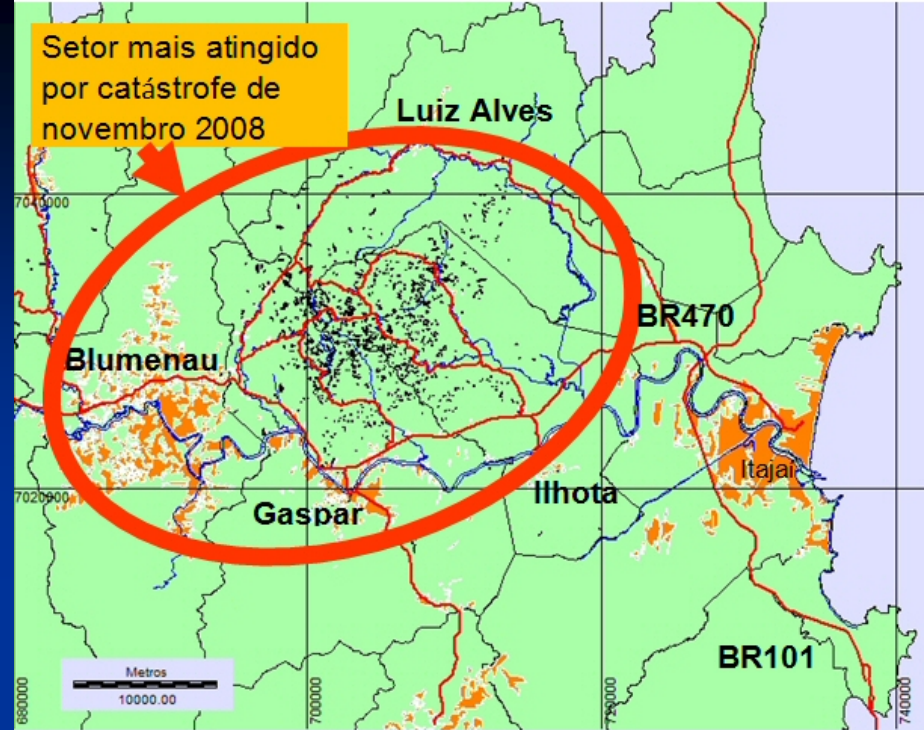 Setor mais atingido
por catástrofe de
novembro 2008
Luiz Alves
7040000
BR470
Blumenau
Itajai
7020000
Ilhota
Gaspar
BR101
Metros
10000.00
680000
700000
720000
740000